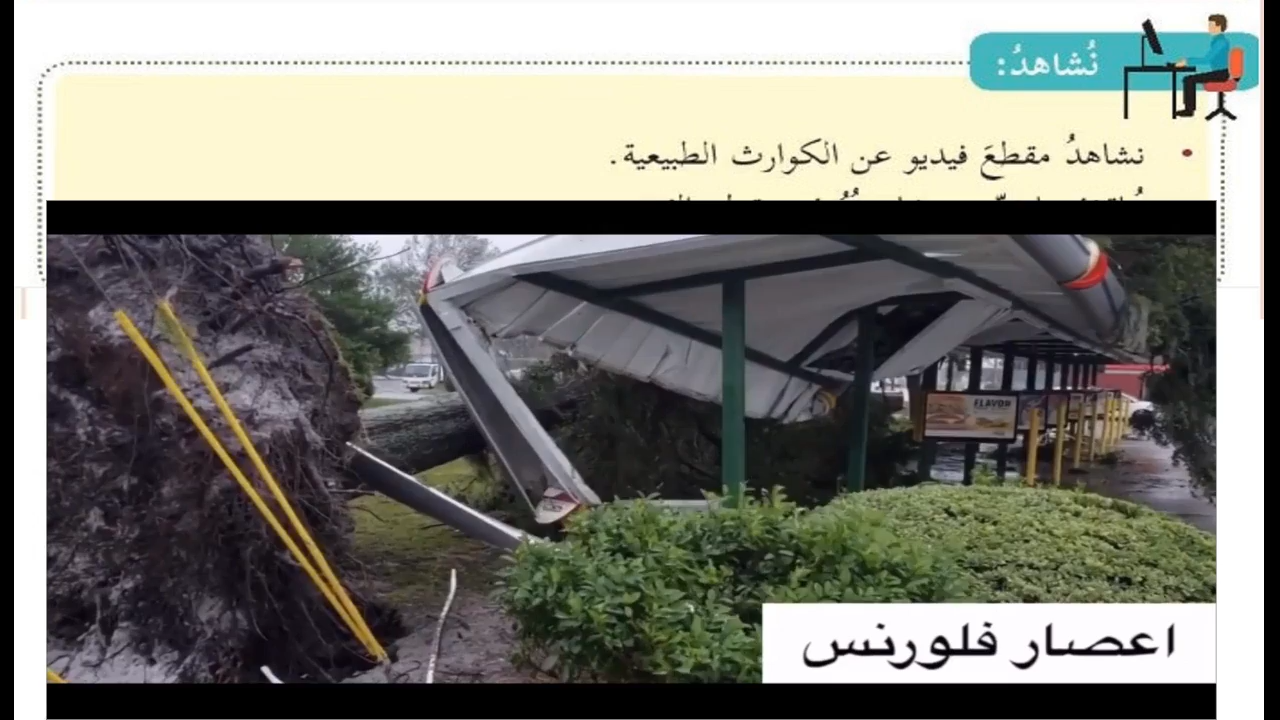 نُشاهدُ:
• نشاهدُ مقطعَ فيديو عن الكوارث الطبيعية.
FLAVOR
اعصار فلورنس